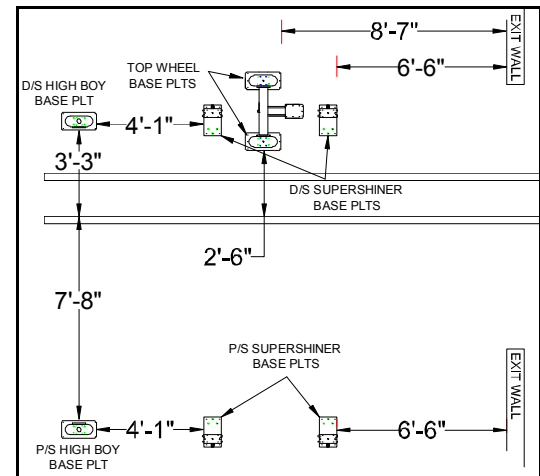 8'-7"
EXIT WALL
6'-6"
TOP WHEEL
BASE PLTS
D/S HIGH BOY
BASE PLT
4'-1"
3'-3"
D/S SUPERSHINER
BASE PLTS
2'-6"
7'-8"
P/S SUPERSHINER
BASE PLTS
EXIT WALL
4'-1"
6'-6"
P/S HIGH BOY
BASE PLT